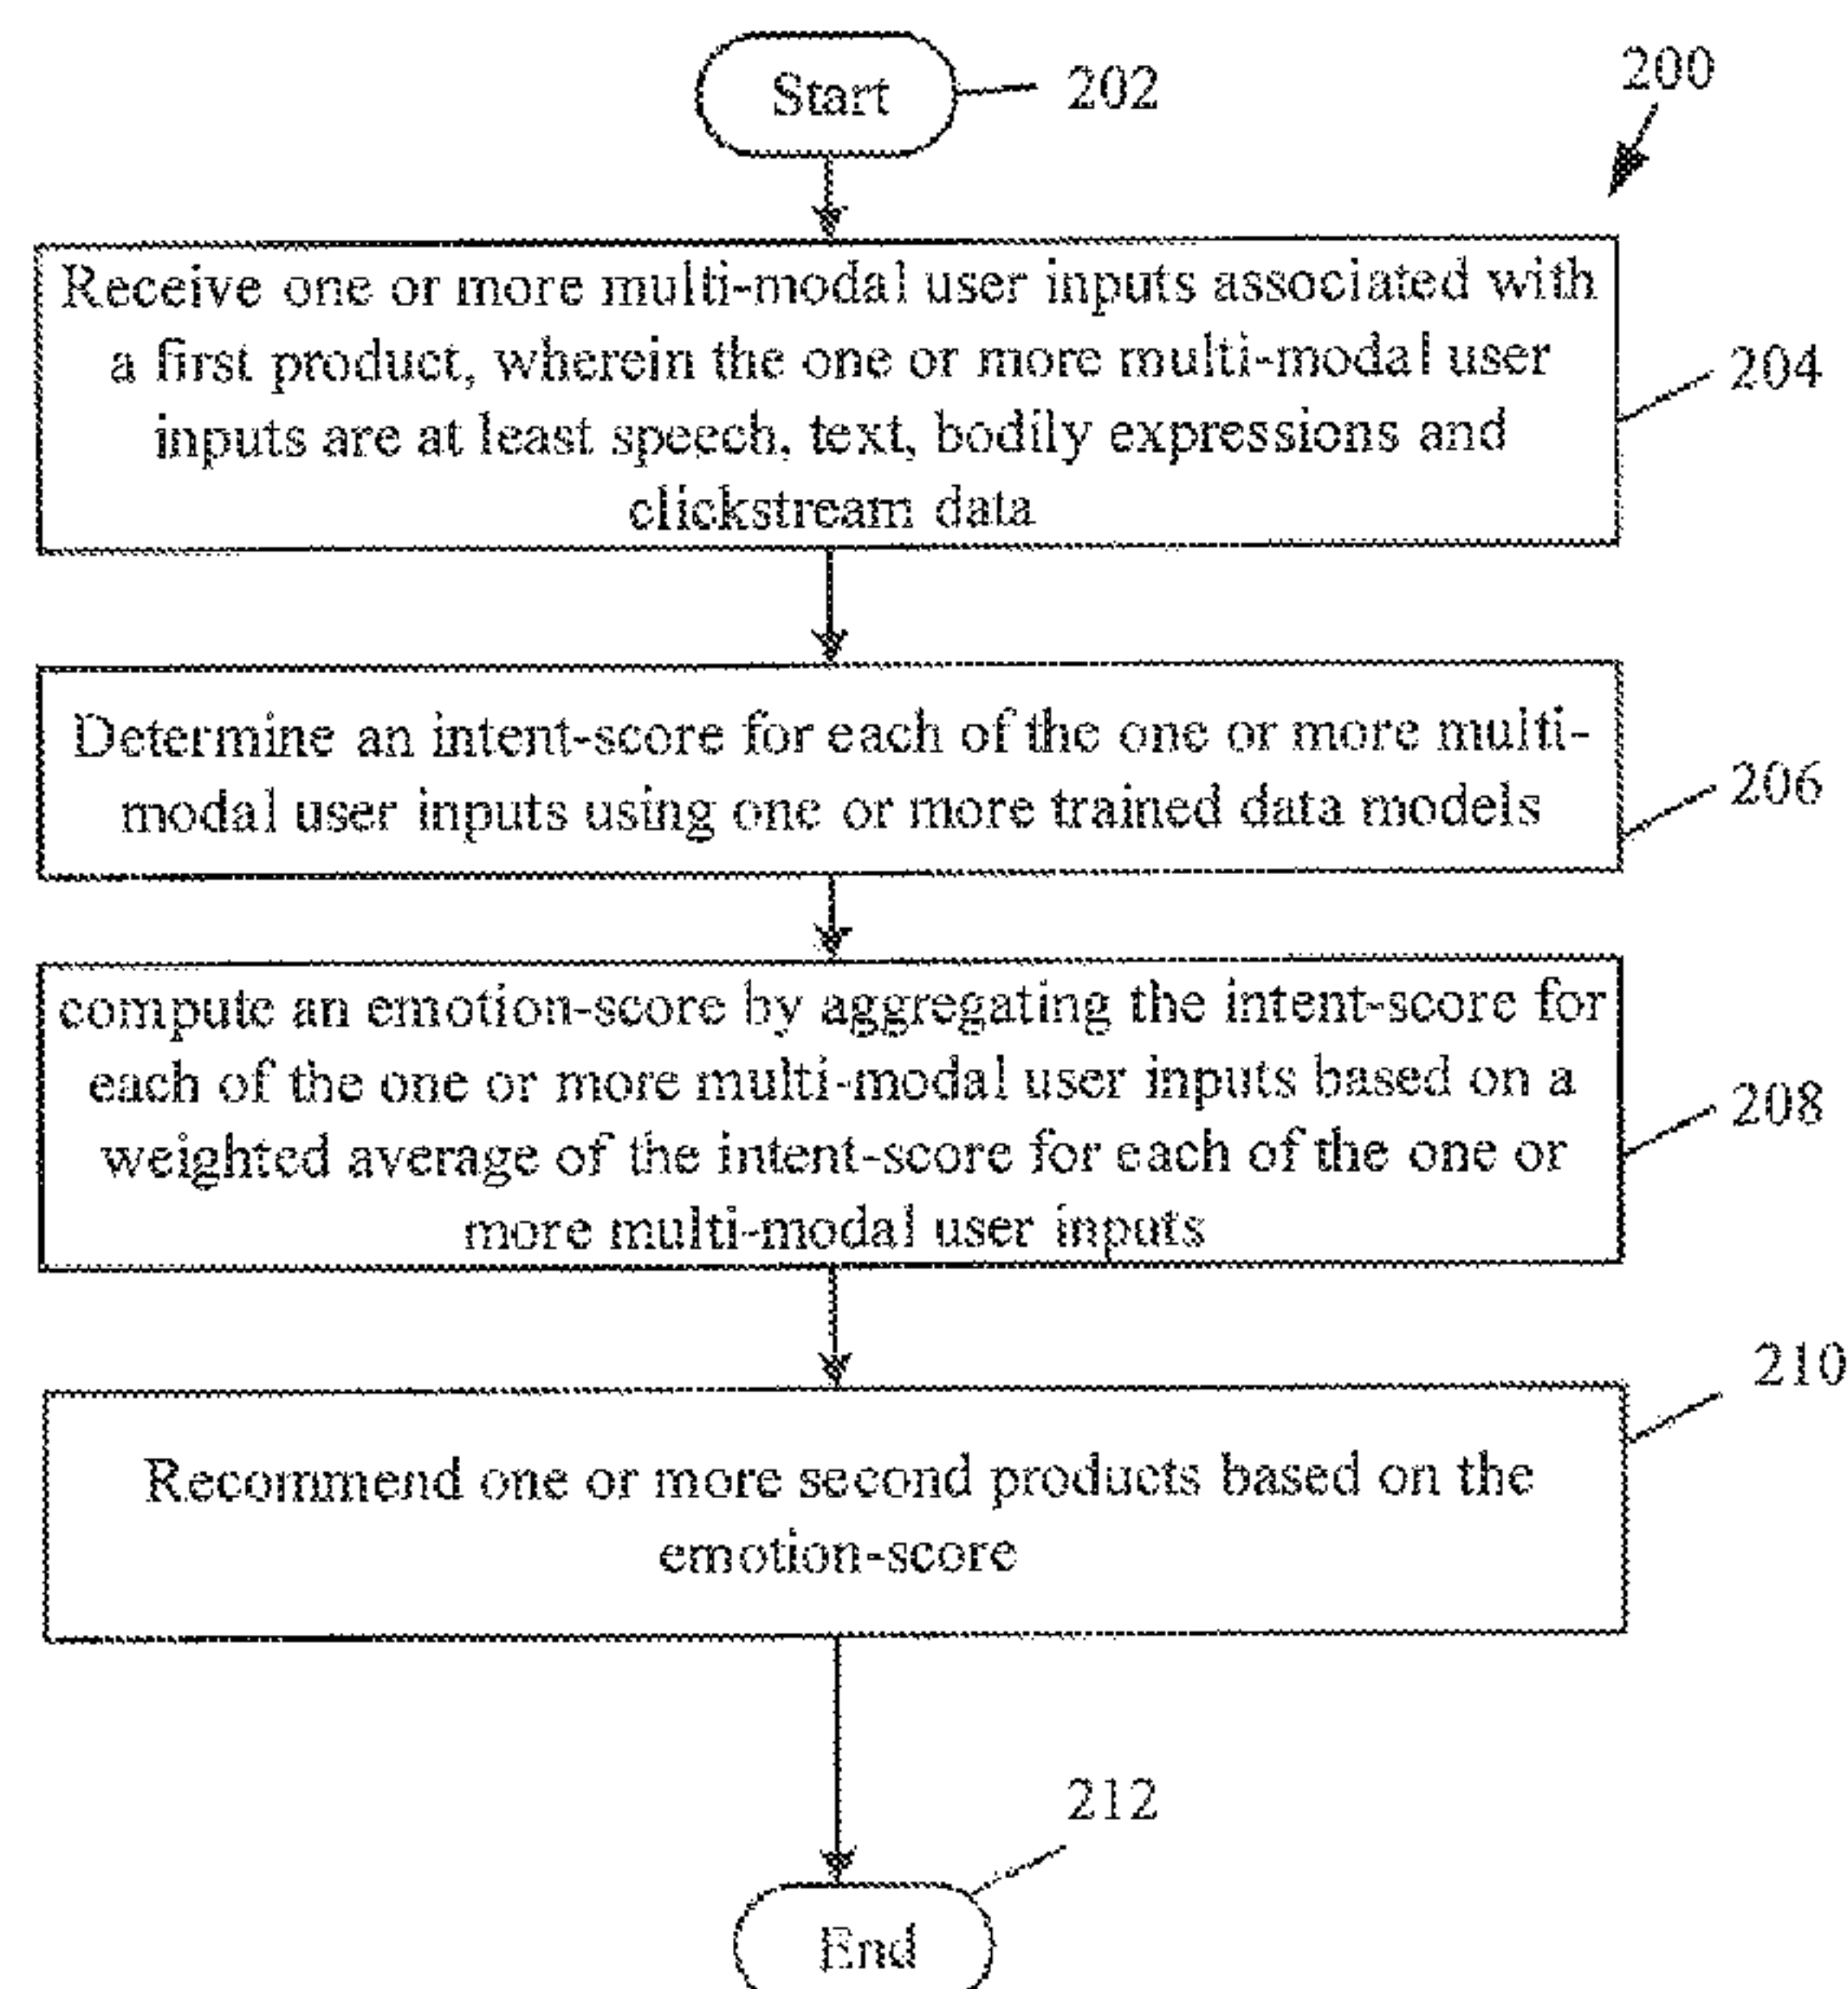 Start
202
200
Receive one or more multi-modal user inputs associated with
a first product, wherein the one or more multi-modal user
inputs are at least speech, text, bodily expressions and
clickstream data
204
Determine an intent-score for each of the one or more multi-
modal user inputs using one or more trained data models
206
compute an emotion-score by aggregating the intent-score for
each of the one or more multi-modal user inputs based on a
weighted average of the intent-score for each of the one or
more multi-modal user inputs
208
210
Recommend one or more second products based on the
emotion-score
212
End